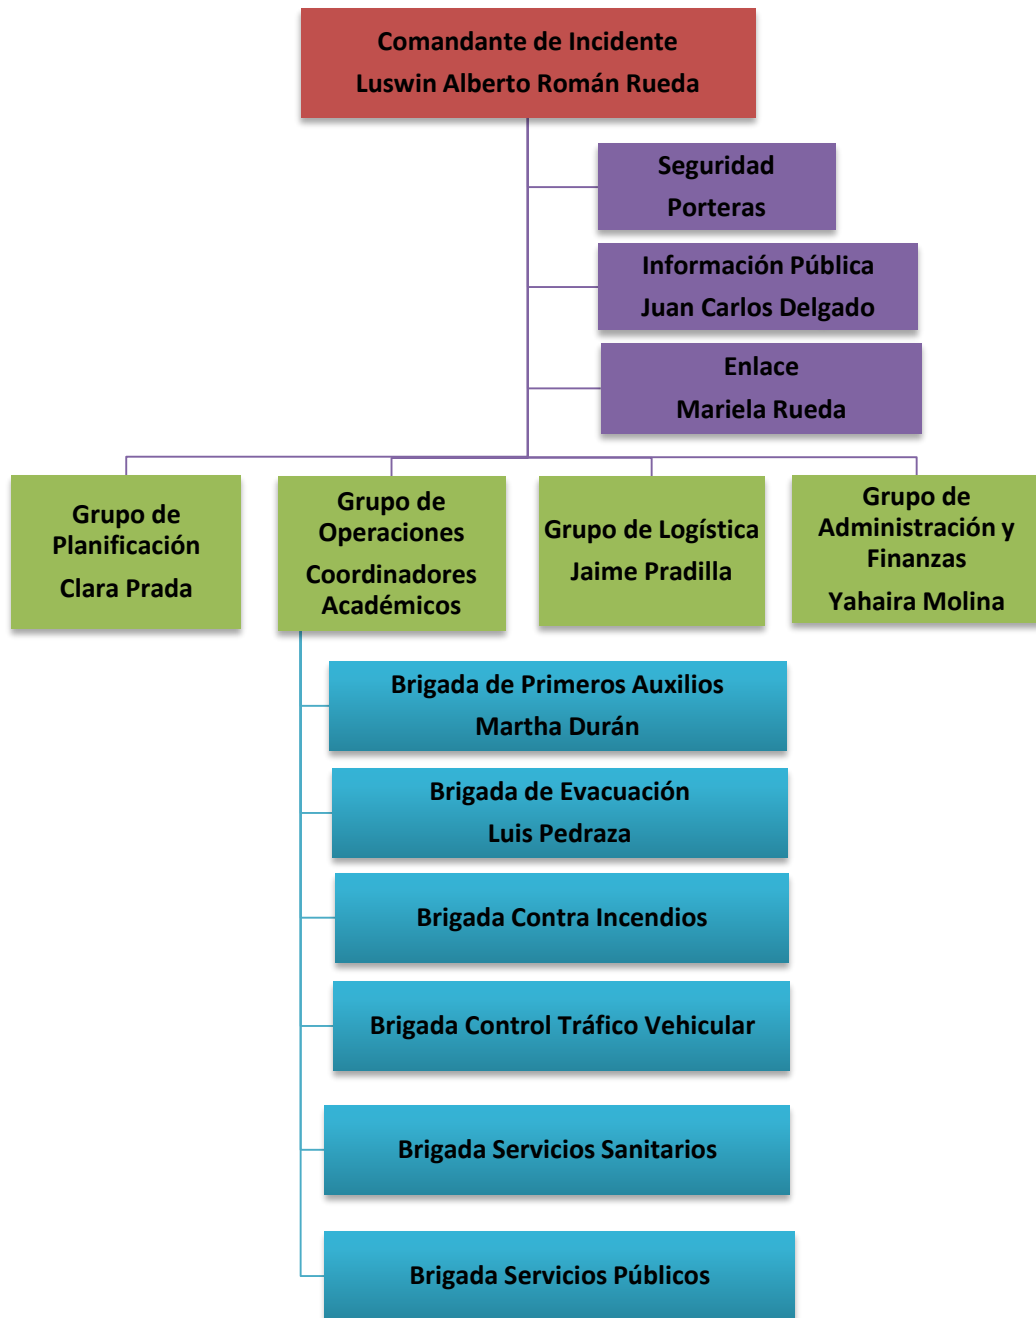 Comandante de Incidente
Luswin Alberto Román Rueda
Seguridad
Porteras
Información Pública
Juan Carlos Delgado
Enlace
Mariela Rueda
Grupo de
Planificación
Clara Prada
Grupo de
Operaciones
Coordinadores
Académicos
Grupo de Logística
Jaime Pradilla
Grupo de
Administración y
Finanzas
Yahaira Molina
Brigada de Primeros Auxilios
Martha Durán
Brigada de Evacuación
Luis Pedraza
Brigada Contra Incendios
Brigada Control Tráfico Vehicular
Brigada Servicios Sanitarios
Brigada Servicios Públicos